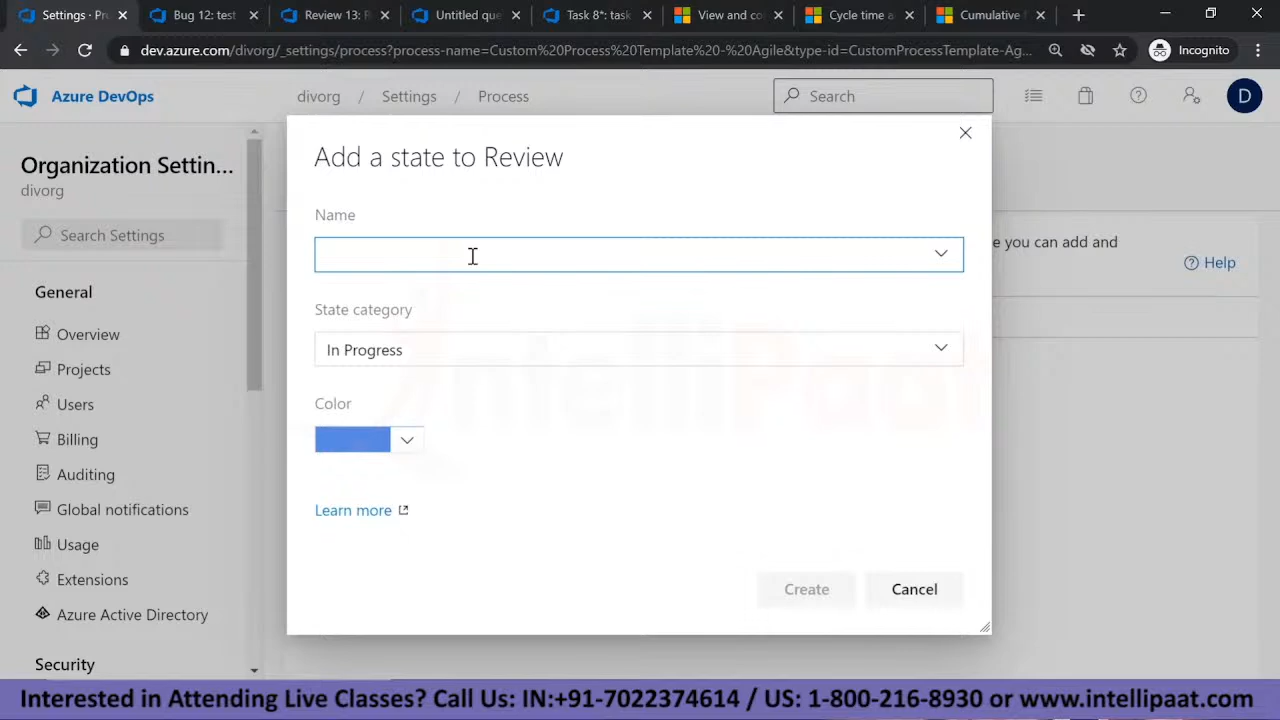 Settings · Pr
Bug 12: test
Review 13: R
Untitled que
Task 8*: task
View and co
Cycle time a
Cumulative
dev.azure.com/divorg/_settings/process?process-name=Custom%20Process%20Template%20-%20Agile&type-id=CustomProcessTemplate-Ag...
Incognito
Azure DevOps
divorg / Settings / Process
Search
D
Organization Settin...
divorg
Search Settings
General
Overview
Projects
Users
Billing
Auditing
Global notifications
Usage
Extensions
Azure Active Directory
Security
Add a state to Review
Name
State category
In Progress
Color
Learn more
Create
Cancel
e you can add and
Help
IntelliPaat
Interested in Attending Live Classes? Call Us: IN:+91-7022374614 / US: 1-800-216-8930 or www.intellipaat.com